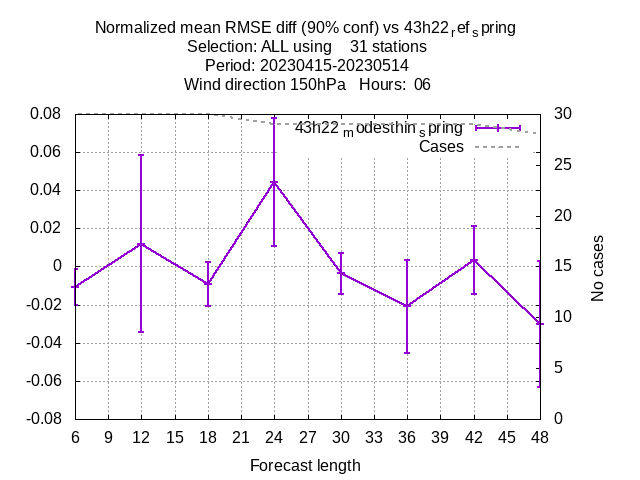 Normalized mean RMSE diff (90% conf) vs 43h22refspring
Selection: ALL using 31 stations
Period: 20230415-20230514
Wind direction 150hPa Hours: 06
43h22modesthinspring
Cases
0.08
0.06
0.04
0.02
0
-0.02
-0.04
-0.06
-0.08
30
25
20
15
10
5
0
No cases
6 9 12 15 18 21 24 27 30 33 36 39 42 45 48
Forecast length